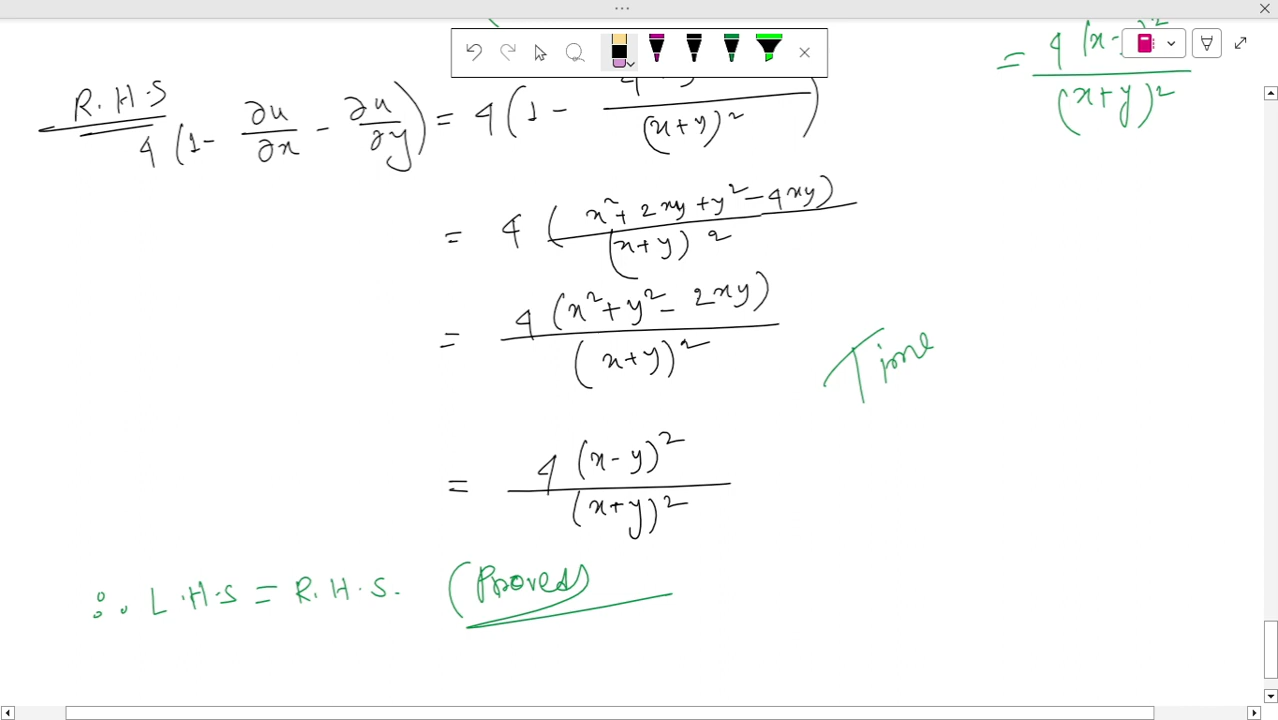 = 4 (x-y)²/(x+y)²
R.H.S
4 (1 - ∂u/∂x - ∂u/∂y) = 4 (1 - /(x+y)²)
= 4 (x²+2xy+y²-4xy)/(x+y)²
= 4 (x²+y²-2xy)/(x+y)²
Time
= 4 (x-y)²/(x+y)²
∴ L.H.S = R.H.S. (Proved)